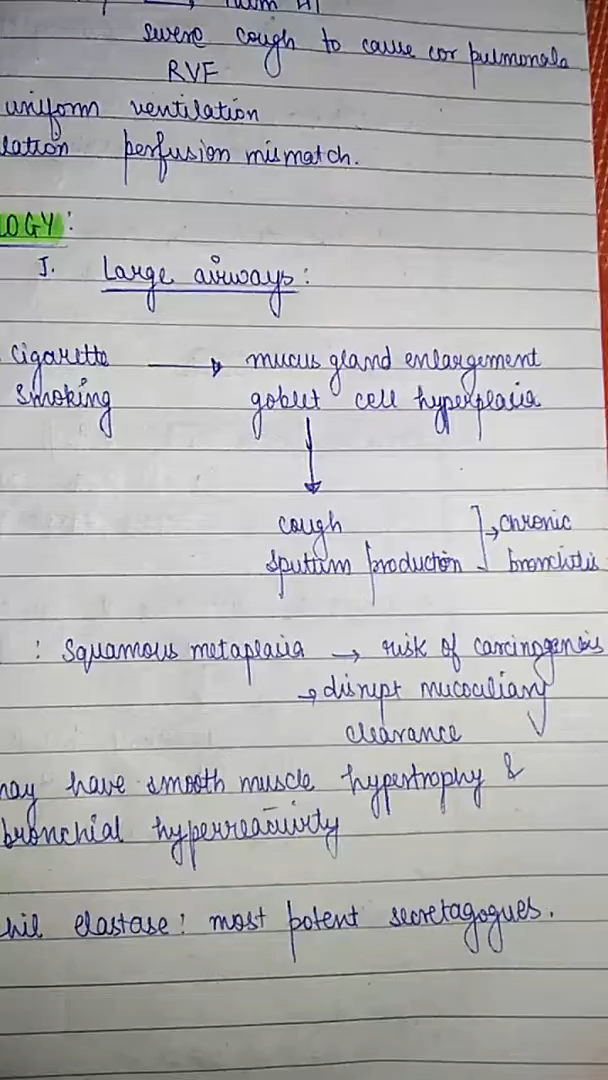 severe cough to cause cor pulmonale
RVF
uniform ventilation
lation perfusion mismatch.
OGY:
I. Large airways:
cigarette → mucus gland enlargement
smoking goblet cell hyperplasia
↓
cough ] → chronic
sputum production bronchitis
: Squamous metaplasia → risk of carcinogensis
→ disrupt mucociliary
clearance
may have smooth muscle hypertrophy &
bronchial hyperreactivity
hil elastase: most potent secretagogues.